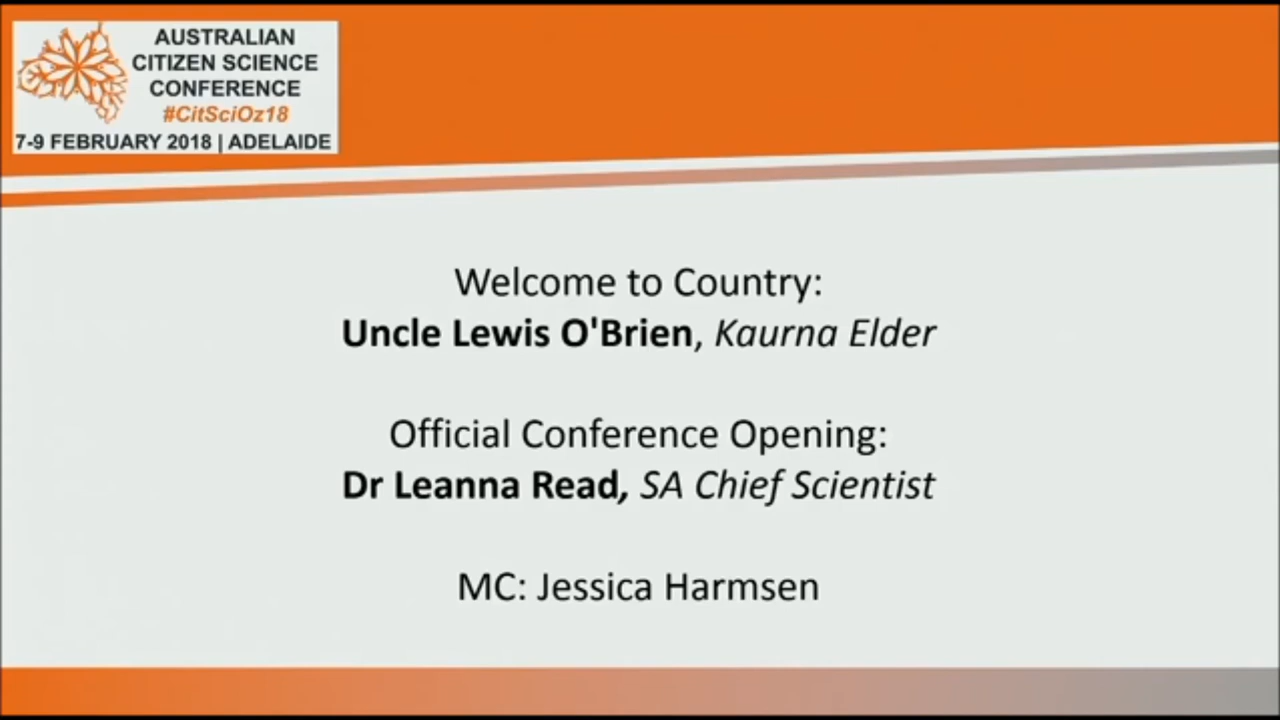 AUSTRALIAN
CITIZEN SCIENCE
CONFERENCE
#CitSciOz18
7-9 FEBRUARY 2018 | ADELAIDE
Welcome to Country:
Uncle Lewis O'Brien, Kaurna Elder
Official Conference Opening:
Dr Leanna Read, SA Chief Scientist
MC: Jessica Harmsen